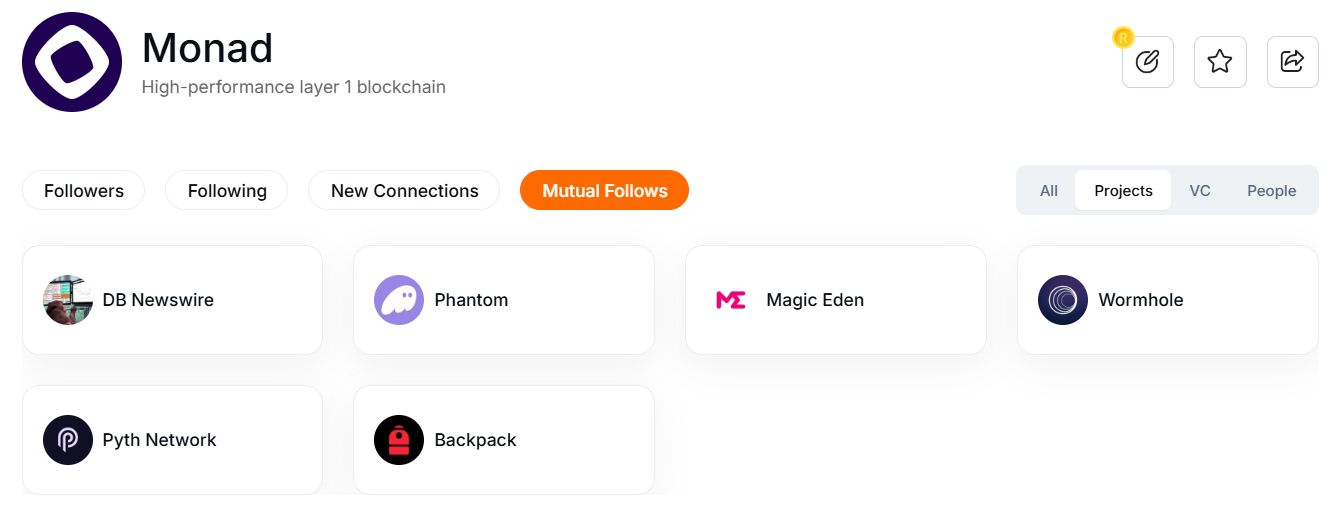 Monad
High-performance layer 1 blockchain
R
Followers
Following
New Connections
Mutual Follows
All
Projects
VC
People
DB Newswire
Phantom
ME
Magic Eden
Wormhole
Pyth Network
Backpack